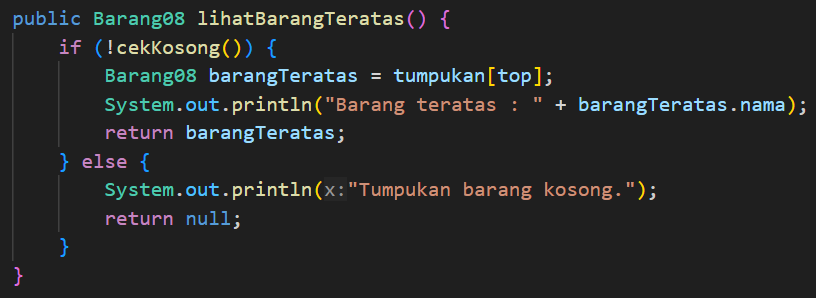 public Barang08 lihatBarangTeratas() {
    if (!cekKosong()) {
        Barang08 barangTeratas = tumpukan[top];
        System.out.println("Barang teratas : " + barangTeratas.nama);
        return barangTeratas;
    } else {
        System.out.println(x:"Tumpukan barang kosong.");
        return null;
    }
}